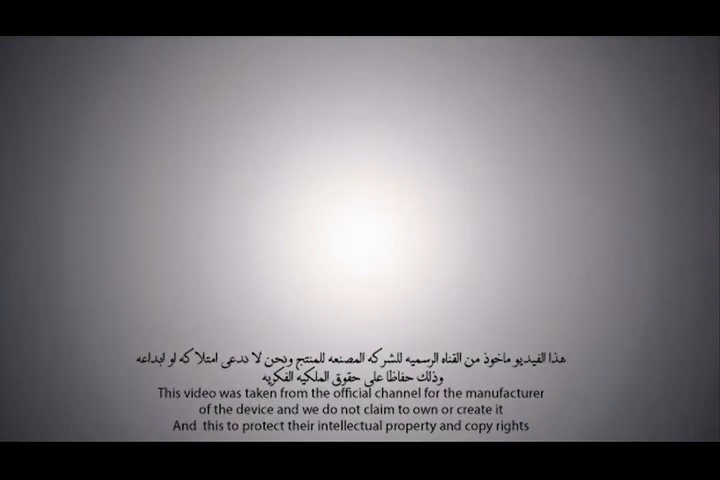 هذا الفيديو ماخوذ من القناه الرسميه للشركه المصنعه للمنتج ونحن لا ندعى امتلاكه او ابداعه
وذلك حفاظا على حقوق الملكيه الفكريه
This video was taken from the official channel for the manufacturer
of the device and we do not claim to own or create it
And  this to protect their intellectual property and copy rights